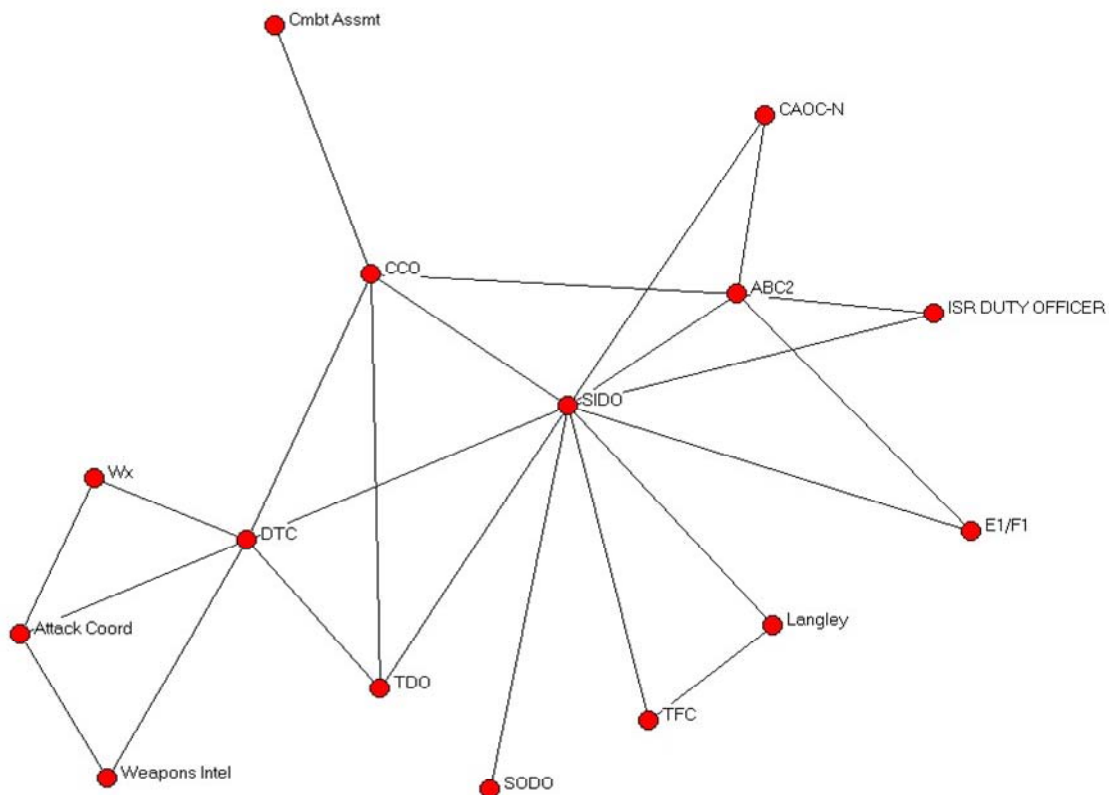 Cmbt Assmt
CAOC-N
CCO
ABC2
ISR DUTY OFFICER
SIDO
Wx
DTC
E1/F1
Attack Coord
Langley
TDO
TFC
Weapons Intel
SODO